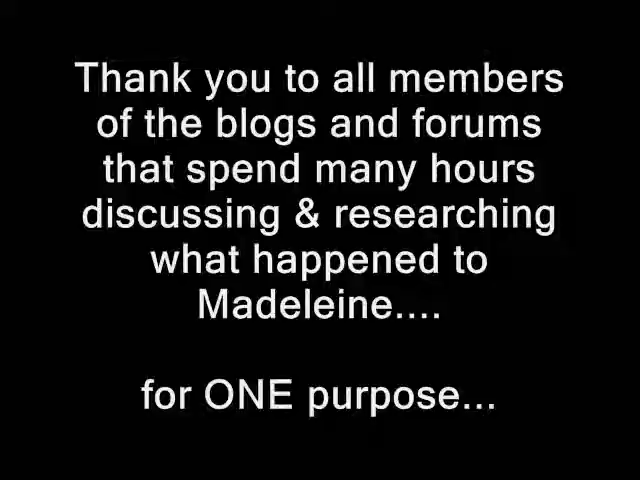 Thank you to all members
of the blogs and forums
that spend many hours
discussing & researching
what happened to
Madeleine....
for ONE purpose...